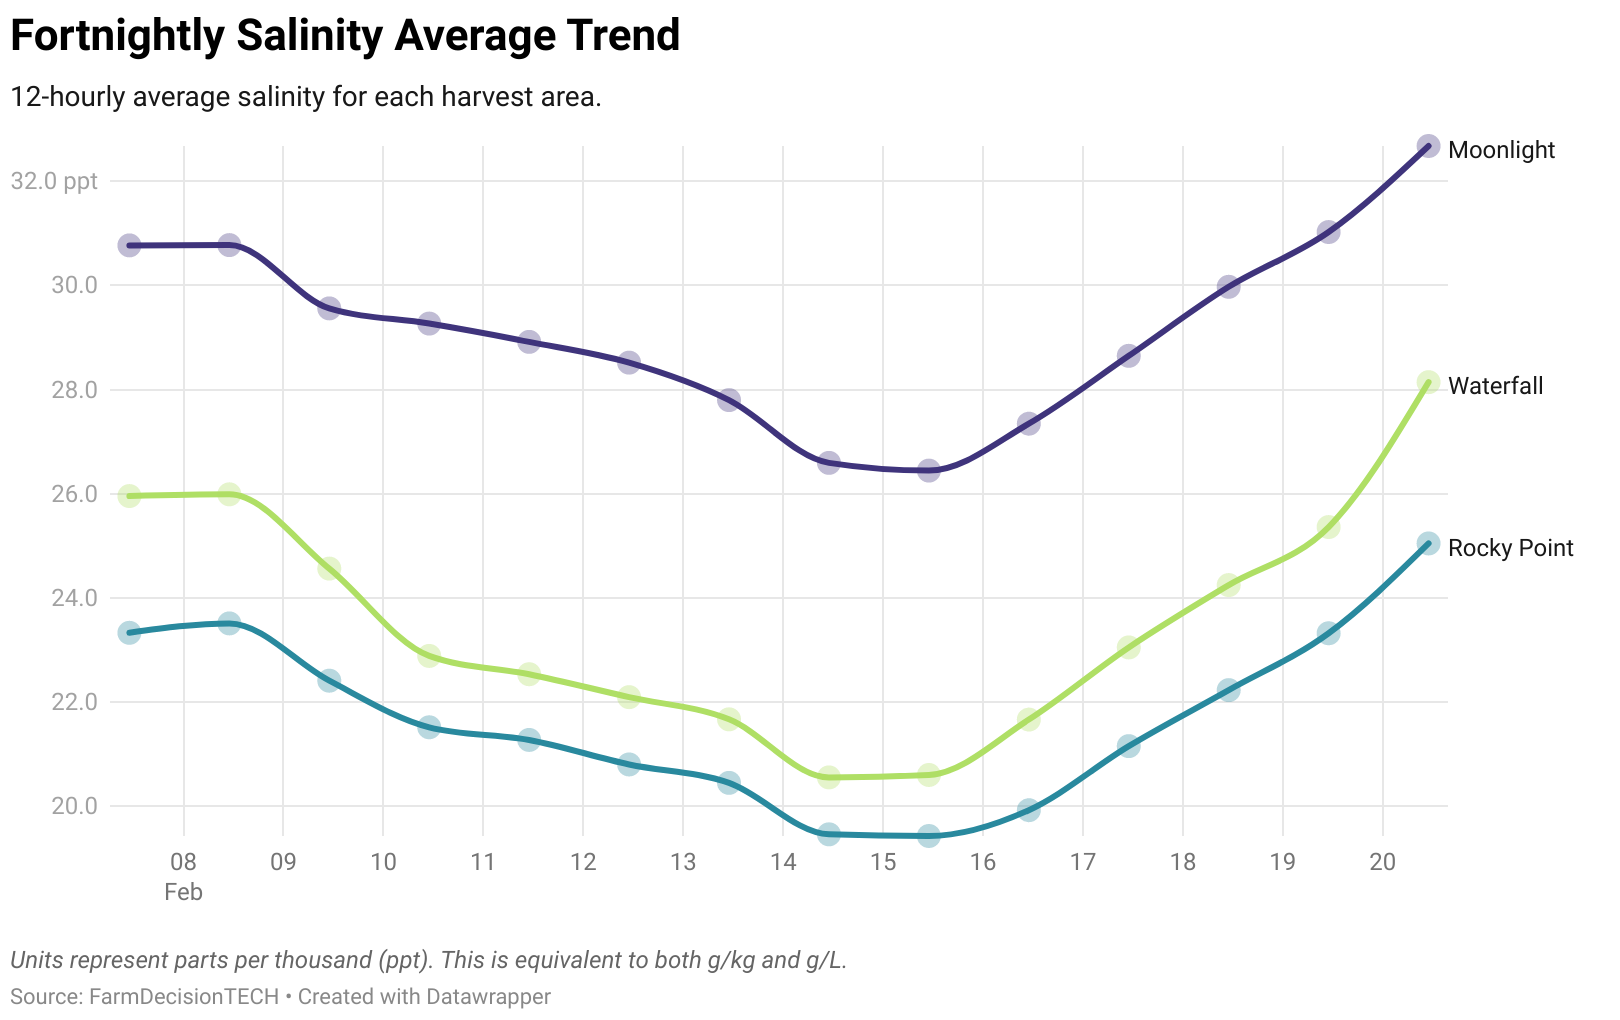 Fortnightly Salinity Average Trend
12-hourly average salinity for each harvest area.
Moonlight
32.0 ppt
30.0
28.0
Waterfall
26.0
Rocky Point
24.0
22.0
20.0
08 09 10 11 12 13 14 15 16 17 18 19 20
Feb
Units represent parts per thousand (ppt). This is equivalent to both g/kg and g/L.
Source: FarmDecisionTECH • Created with Datawrapper